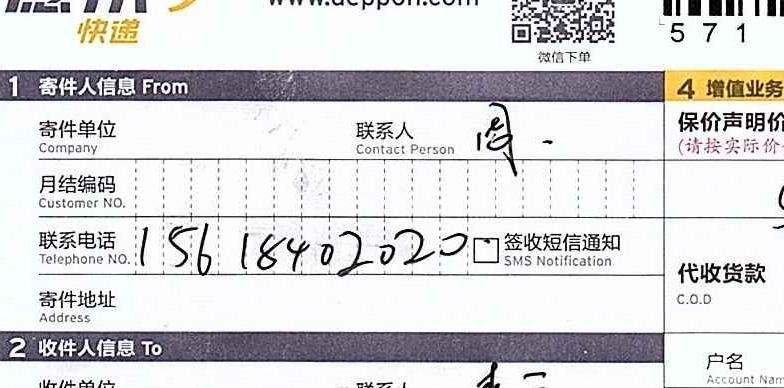 德邦 www.deppon.com
快递
微信下单
571
1 寄件人信息 From
4 增值业务
寄件单位 联系人 周.
Company Contact Person
保价声明价
(请按实际价
月结编码
Customer NO.
联系电话 15618402020 签收短信通知
Telephone NO. SMS Notification
代收货款
C.O.D
寄件地址
Address
2 收件人信息 To
户名
Account Nam
收件单位 联系人